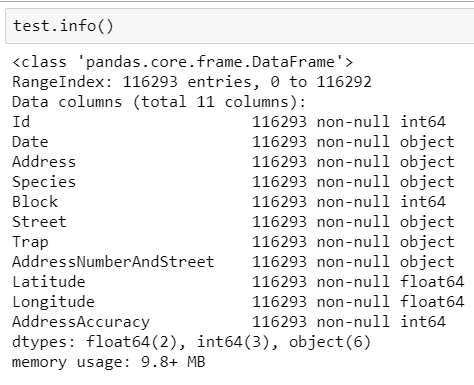 test.info()
<class 'pandas.core.frame.DataFrame'>
RangeIndex: 116293 entries, 0 to 116292
Data columns (total 11 columns):
Id                        116293 non-null int64
Date                      116293 non-null object
Address                   116293 non-null object
Species                   116293 non-null object
Block                     116293 non-null int64
Street                    116293 non-null object
Trap                      116293 non-null object
AddressNumberAndStreet    116293 non-null object
Latitude                  116293 non-null float64
Longitude                 116293 non-null float64
AddressAccuracy           116293 non-null int64
dtypes: float64(2), int64(3), object(6)
memory usage: 9.8+ MB